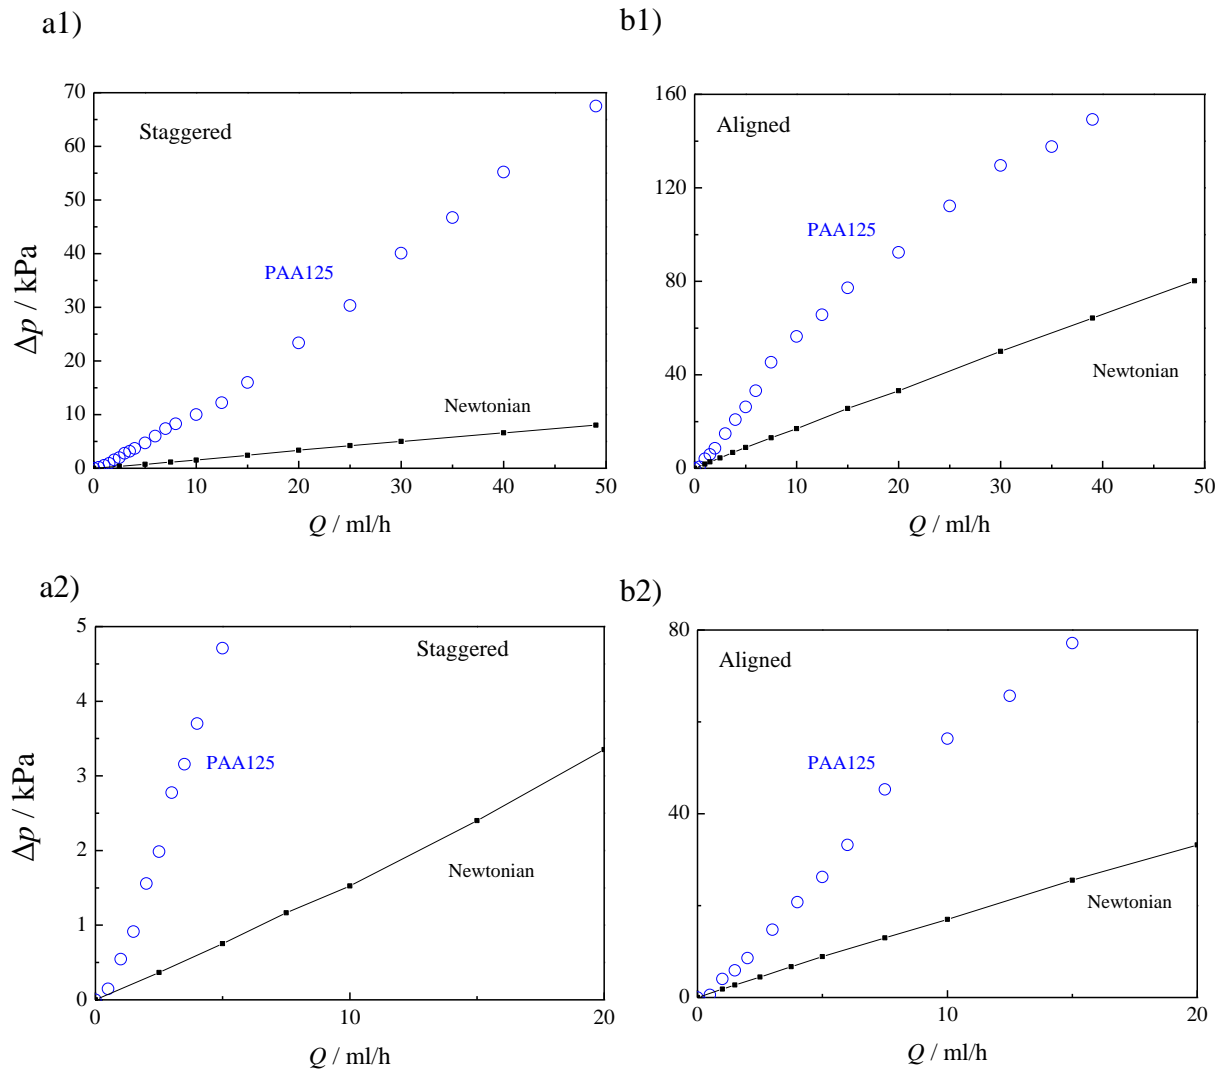 a1)
70
60
50
40
30
20
10
0
Δp / kPa
Staggered
PAA125
Newtonian
0 10 20 30 40 50
Q / ml/h
b1)
160
120
80
40
0
Aligned
PAA125
Newtonian
0 10 20 30 40 50
Q / ml/h
a2)
5
4
3
2
1
0
Δp / kPa
Staggered
PAA125
Newtonian
0 10 20
Q / ml/h
b2)
80
40
0
Aligned
PAA125
Newtonian
0 10 20
Q / ml/h